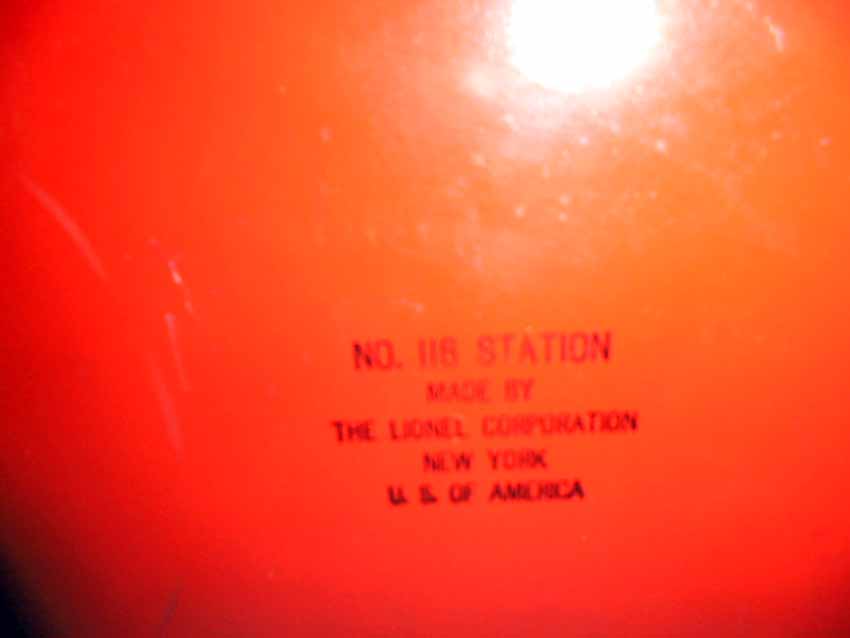 NO. 116 STATION
MADE BY
THE LIONEL CORPORATION
NEW YORK
U. S. OF AMERICA